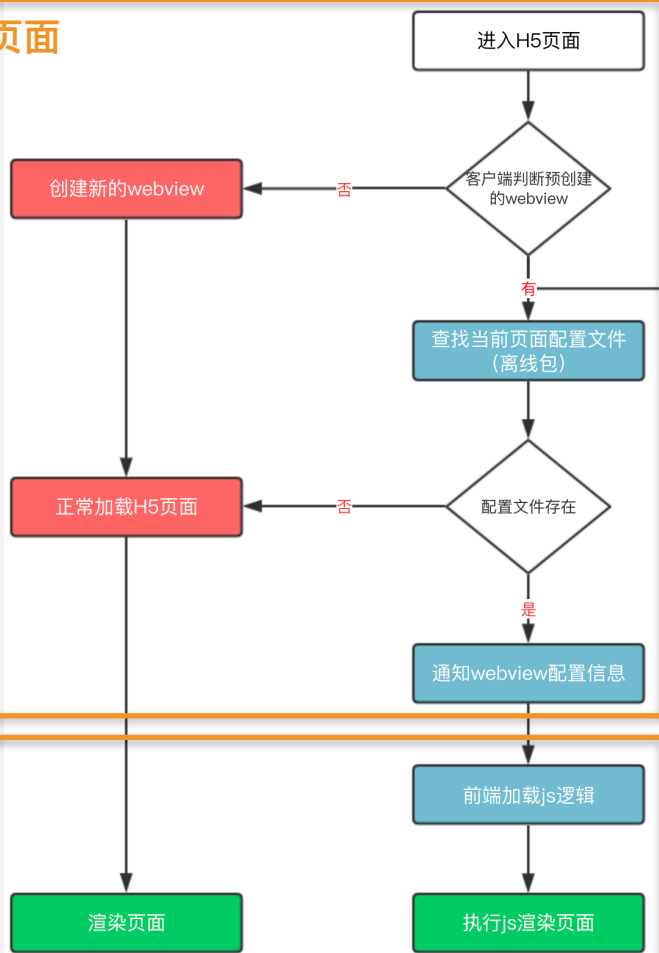 页面
进入H5页面
客户端判断预创建
的webview
否
创建新的webview
有
查找当前页面配置文件
(离线包)
配置文件存在
否
正常加载H5页面
是
通知webview配置信息
前端加载js逻辑
渲染页面
执行js渲染页面